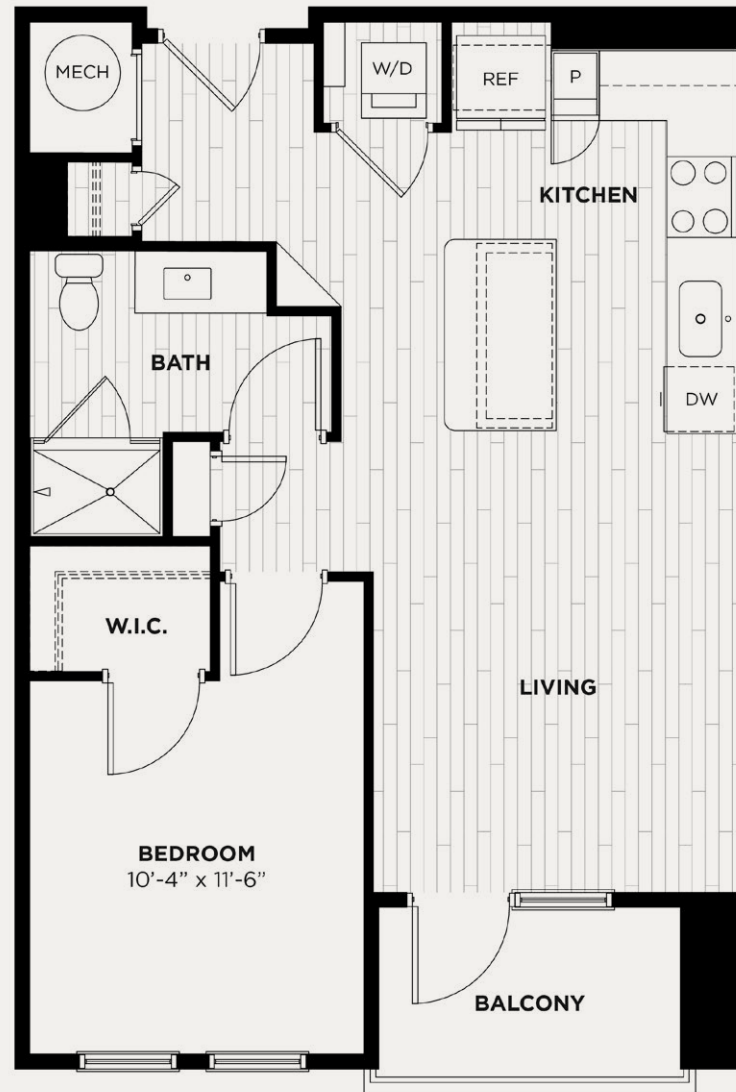 MECH
W/D
REF
P
KITCHEN
BATH
DW
W.I.C.
LIVING
BEDROOM
10’-4” x 11’-6”
BALCONY